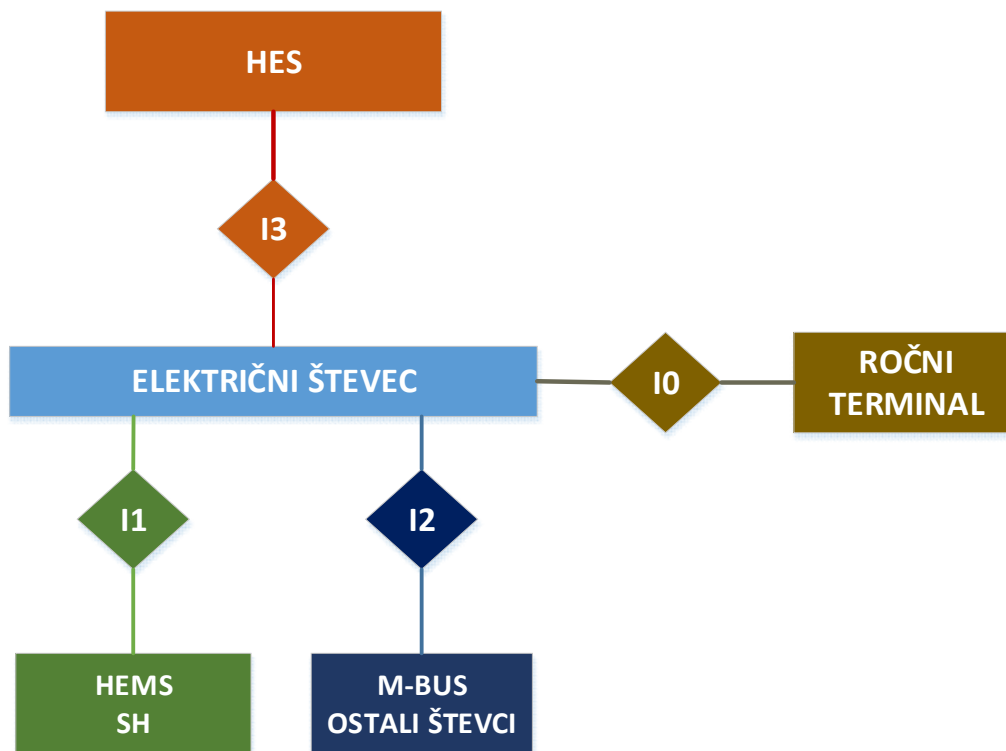 HES
I3
ELEKTRIČNI ŠTEVEC
I0
ROČNI
TERMINAL
I1
I2
HEMS
SH
M-BUS
OSTALI ŠTEVCI